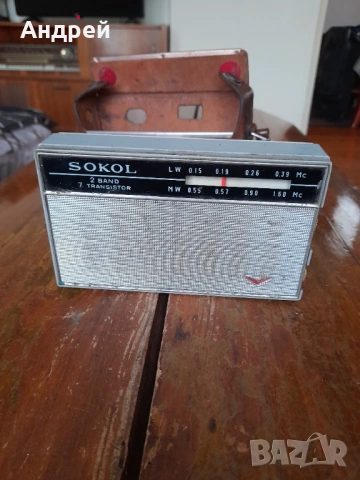 Андрей
SOKOL
2 BAND
7 TRANSISTOR
LW 0.15 0.19 0.26 0.39 Mc
MW 0.55 0.57 0.90 1.60 Mc
BAZAR